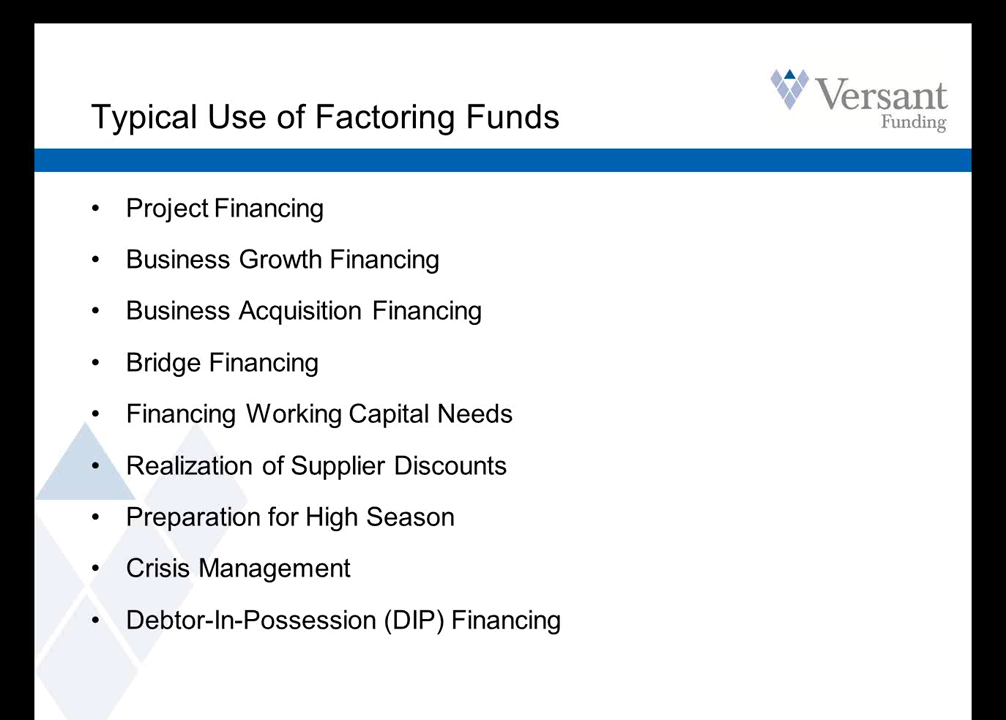 Versant
Funding
Typical Use of Factoring Funds
• Project Financing
• Business Growth Financing
• Business Acquisition Financing
• Bridge Financing
• Financing Working Capital Needs
• Realization of Supplier Discounts
• Preparation for High Season
• Crisis Management
• Debtor-In-Possession (DIP) Financing